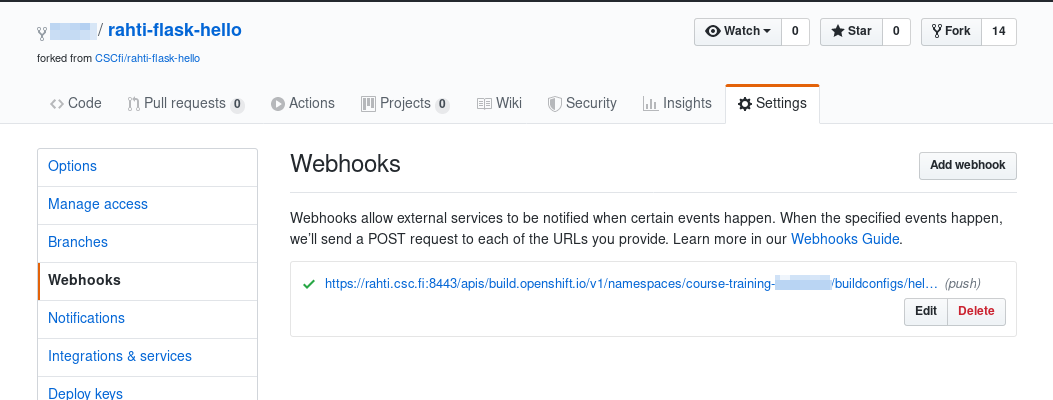 / rahti-flask-hello
Watch 0 Star 0 Fork 14
forked from CSCfi/rahti-flask-hello
Code Pull requests 0 Actions Projects 0 Wiki Security Insights Settings
Options
Manage access
Branches
Webhooks
Notifications
Integrations & services
Deploy keys
Webhooks
Add webhook
Webhooks allow external services to be notified when certain events happen. When the specified events happen,
we'll send a POST request to each of the URLs you provide. Learn more in our Webhooks Guide.
https://rahti.csc.fi:8443/apis/build.openshift.io/v1/namespaces/course-training-/buildconfigs/hel… (push)
Edit Delete